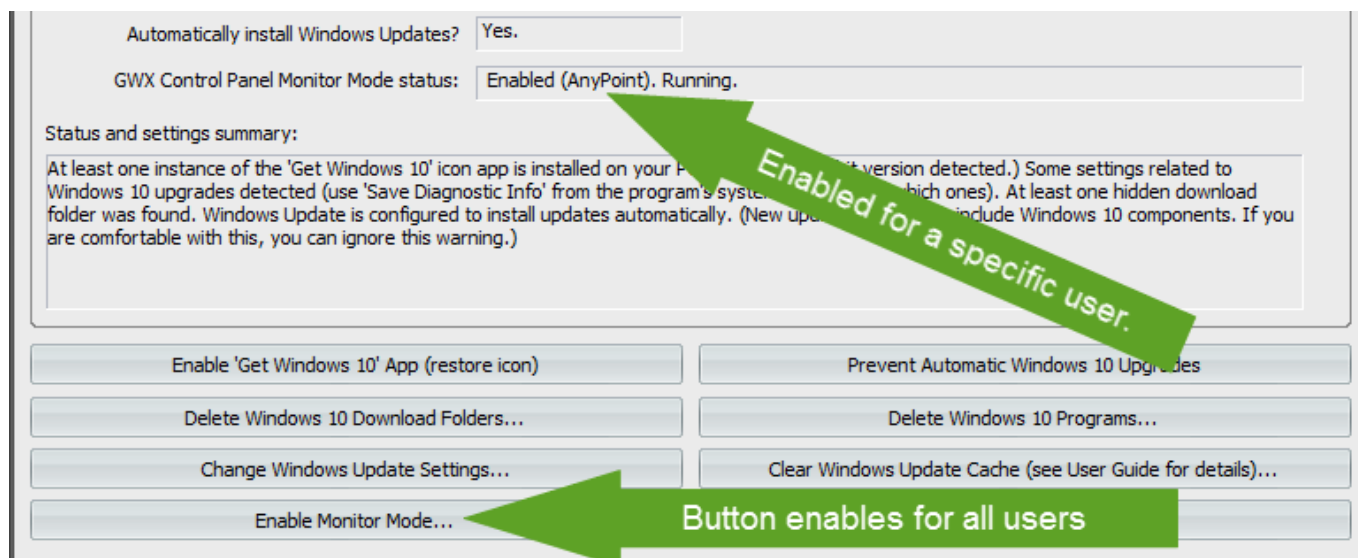 Automatically install Windows Updates? Yes.
GWX Control Panel Monitor Mode status: Enabled (AnyPoint). Running.
Status and settings summary:
At least one instance of the 'Get Windows 10' icon app is installed on your version detected.) Some settings related to
Windows 10 upgrades detected (use 'Save Diagnostic Info' from the program's which ones). At least one hidden download
folder was found. Windows Update is configured to install updates automatically. (New include Windows 10 components. If you
are comfortable with this, you can ignore this warning.)
Enabled for a specific user.
Enable 'Get Windows 10' App (restore icon) Prevent Automatic Windows 10 Upgrades
Delete Windows 10 Download Folders... Delete Windows 10 Programs...
Change Windows Update Settings... Clear Windows Update Cache (see User Guide for details)...
Enable Monitor Mode... Button enables for all users